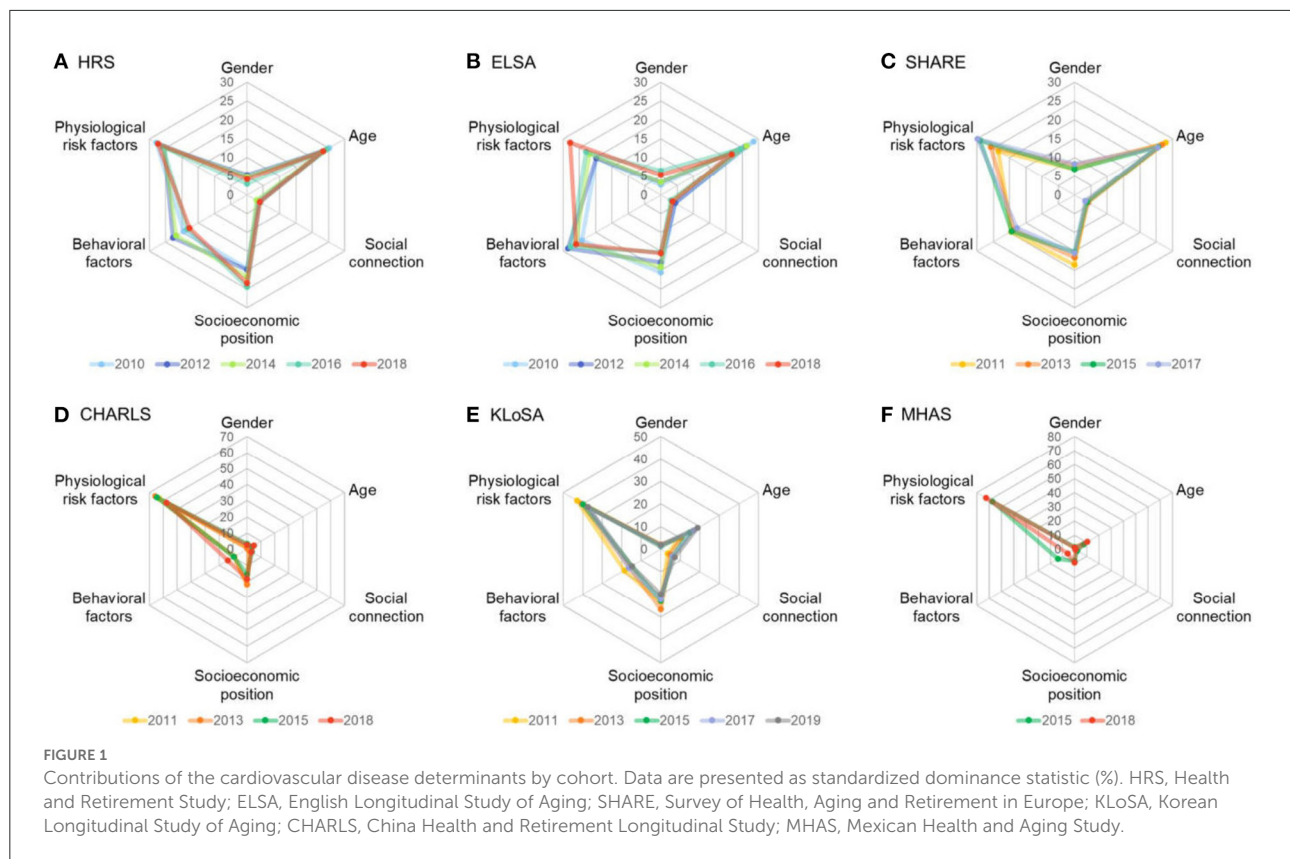 A HRS
Gender
30
25
20
15
10
5
0
Physiological
risk factors
Age
Behavioral
factors
Social
connection
Socioeconomic
position
2010 2012 2014 2016 2018
B ELSA
Gender
30
25
20
15
10
5
0
Physiological
risk factors
Age
Behavioral
factors
Social
connection
Socioeconomic
position
2010 2012 2014 2016 2018
C SHARE
Gender
30
25
20
15
10
5
0
Physiological
risk factors
Age
Behavioral
factors
Social
connection
Socioeconomic
position
2011 2013 2015 2017
D CHARLS
Gender
70
60
50
40
30
20
10
0
Physiological
risk factors
Age
Behavioral
factors
Social
connection
Socioeconomic
position
2011 2013 2015 2018
E KLoSA
Gender
50
40
30
20
10
0
Physiological
risk factors
Age
Behavioral
factors
Social
connection
Socioeconomic
position
2011 2013 2015 2017 2019
F MHAS
Gender
80
70
60
50
40
30
20
10
0
Physiological
risk factors
Age
Behavioral
factors
Social
connection
Socioeconomic
position
2015 2018
FIGURE 1
Contributions of the cardiovascular disease determinants by cohort. Data are presented as standardized dominance statistic (%). HRS, Health
and Retirement Study; ELSA, English Longitudinal Study of Aging; SHARE, Survey of Health, Aging and Retirement in Europe; KLoSA, Korean
Longitudinal Study of Aging; CHARLS, China Health and Retirement Longitudinal Study; MHAS, Mexican Health and Aging Study.